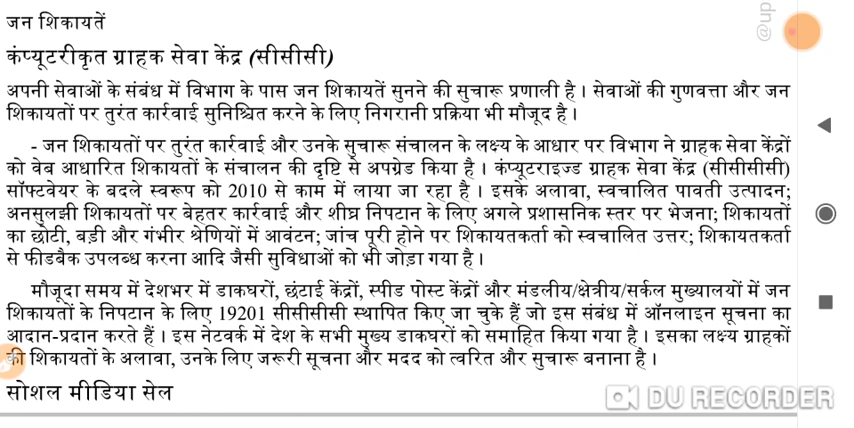 जन शिकायतें
@up
कंप्यूटरीकृत ग्राहक सेवा केंद्र (सीसीसी)
अपनी सेवाओं के संबंध में विभाग के पास जन शिकायतें सुनने की सुचारू प्रणाली है। सेवाओं की गुणवत्ता और जन
शिकायतों पर तुरंत कार्रवाई सुनिश्चित करने के लिए निगरानी प्रक्रिया भी मौजूद है।
- जन शिकायतों पर तुरंत कार्रवाई और उनके सुचारू संचालन के लक्ष्य के आधार पर विभाग ने ग्राहक सेवा केंद्रों
को वेब आधारित शिकायतों के संचालन की दृष्टि से अपग्रेड किया है। कंप्यूटराइज्ड ग्राहक सेवा केंद्र (सीसीसीसी)
सॉफ्टवेयर के बदले स्वरूप को 2010 से काम में लाया जा रहा है। इसके अलावा, स्वचालित पावती उत्पादन;
अनसुलझी शिकायतों पर बेहतर कार्रवाई और शीघ्र निपटान के लिए अगले प्रशासनिक स्तर पर भेजना; शिकायतों
का छोटी, बड़ी और गंभीर श्रेणियों में आवंटन; जांच पूरी होने पर शिकायतकर्ता को स्वचालित उत्तर; शिकायतकर्ता
से फीडबैक उपलब्ध करना आदि जैसी सुविधाओं को भी जोड़ा गया है।
मौजूदा समय में देशभर में डाकघरों, छंटाई केंद्रों, स्पीड पोस्ट केंद्रों और मंडलीय/क्षेत्रीय/सर्कल मुख्यालयों में जन
शिकायतों के निपटान के लिए 19201 सीसीसीसी स्थापित किए जा चुके हैं जो इस संबंध में ऑनलाइन सूचना का
आदान-प्रदान करते हैं। इस नेटवर्क में देश के सभी मुख्य डाकघरों को समाहित किया गया है। इसका लक्ष्य ग्राहकों
की शिकायतों के अलावा, उनके लिए जरूरी सूचना और मदद को त्वरित और सुचारू बनाना है।
सोशल मीडिया सेल
DU RECORDER